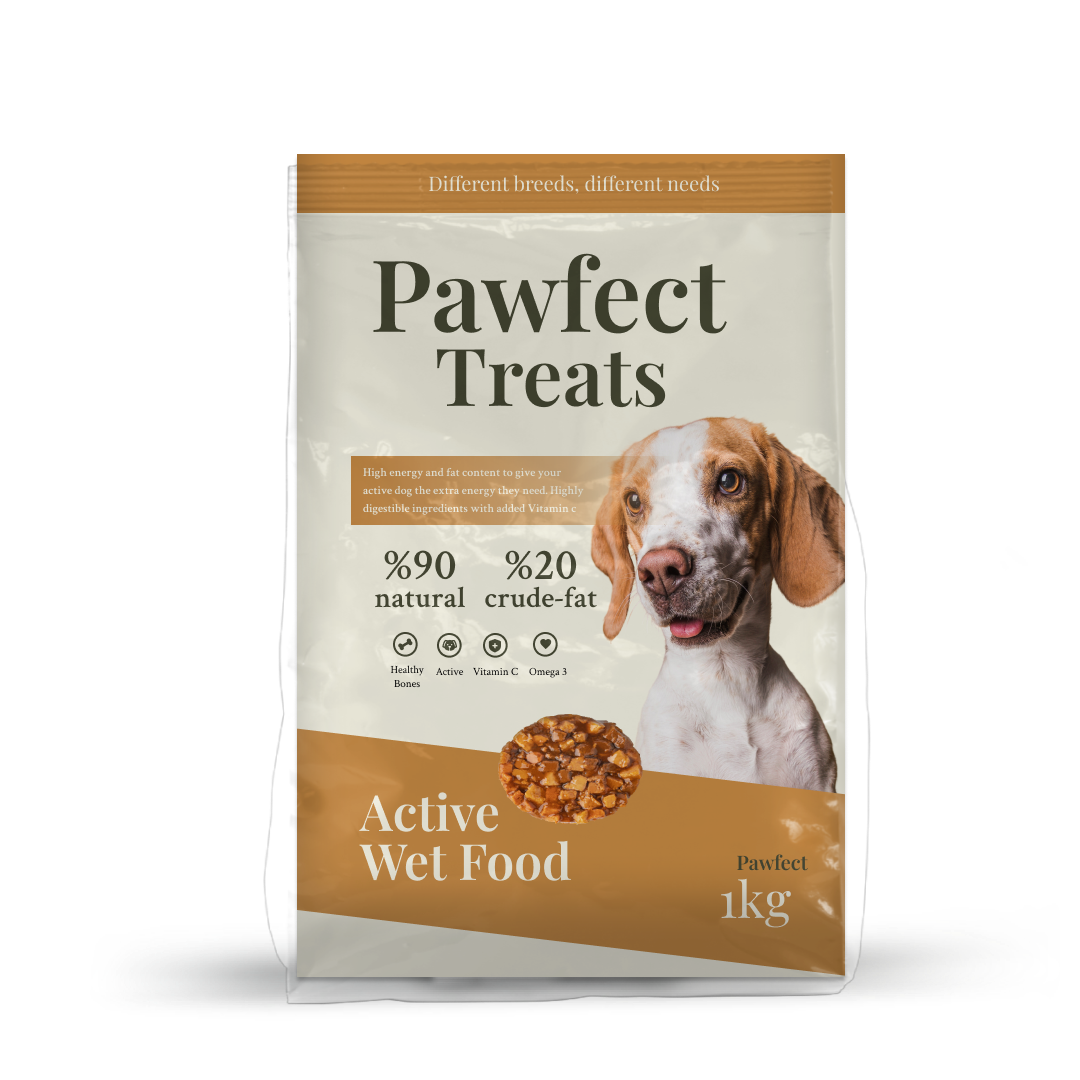 Different breeds, different needs
Pawfect
Treats
High energy and fat content to give your
active dog the extra energy they need. Highly
digestible ingredients with added Vitamin c
%90
natural
%20
crude-fat
Healthy
Bones
Active
Vitamin C
Omega 3
Active
Wet Food
Pawfect
1kg